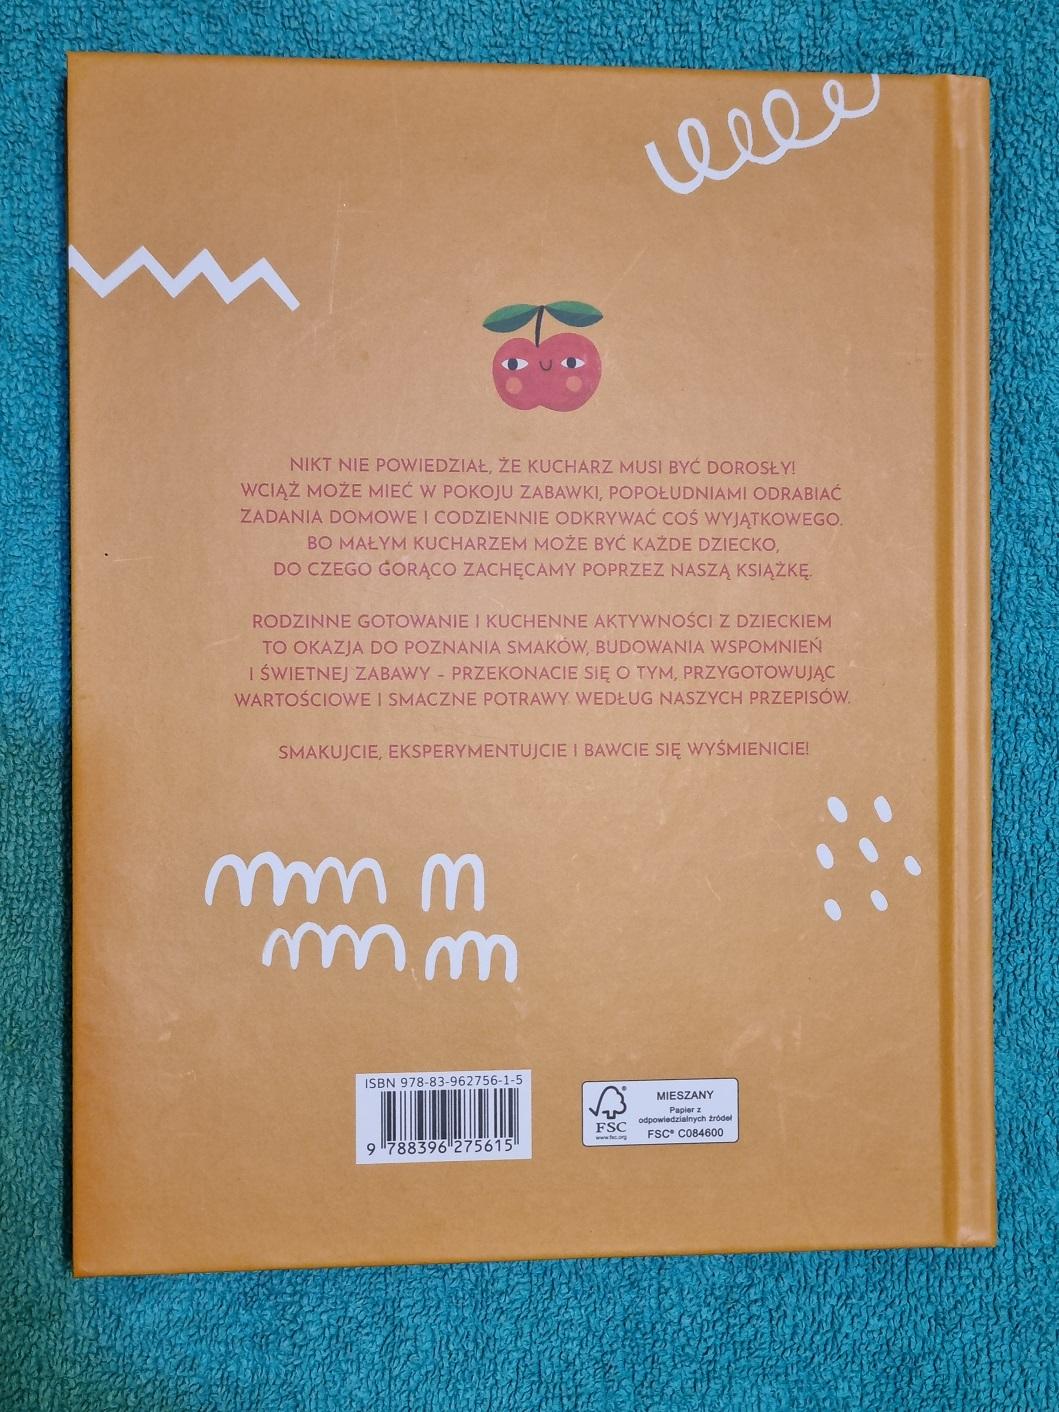 NIKT NIE POWIEDZIAŁ, ŻE KUCHARZ MUSI BYĆ DOROSŁY!
WCIĄŻ MOŻE MIEĆ W POKOJU ZABAWKI, POPOŁUDNIAMI ODRABIAĆ
ZADANIA DOMOWE I CODZIENNIE ODKRYWAĆ COŚ WYJĄTKOWEGO.
BO MAŁYM KUCHARZEM MOŻE BYĆ KAŻDE DZIECKO,
DO CZEGO GORĄCO ZACHĘCAMY POPRZEZ NASZĄ KSIĄŻKĘ.
RODZINNE GOTOWANIE I KUCHENNE AKTYWNOŚCI Z DZIECKIEM
TO OKAZJA DO POZNANIA SMAKÓW, BUDOWANIA WSPOMNIEŃ
I ŚWIETNEJ ZABAWY – PRZEKONACIE SIĘ O TYM, PRZYGOTOWUJĄC
WARTOŚCIOWE I SMACZNE POTRAWY WEDŁUG NASZYCH PRZEPISÓW.
SMAKUJCIE, EKSPERYMENTUJCIE I BAWCIE SIĘ WYŚMIENICIE!
ISBN 978-83-962756-1-5
9 788396 275615
FSC®
www.fsc.org
MIESZANY
Papier z
odpowiedzialnych źródeł
FSC® C084600